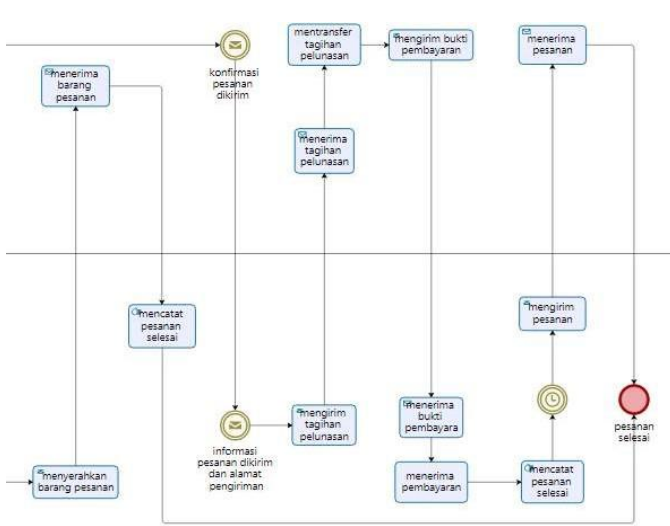 menerima
barang
pesanan
konfirmasi
pesanan
dikirim
mentransfer
tagihan
pelunasan
mengirim bukti
pembayaran
menerima
pesanan
menerima
tagihan
pelunasan
mencatat
pesanan
selesai
mengirim
pesanan
menyerahkan
barang pesanan
informasi
pesanan dikirim
dan alamat
pengiriman
mengirim
tagihan
pelunasan
menerima
bukti
pembayara
menerima
pembayaran
mencatat
pesanan
selesai
pesanan
selesai